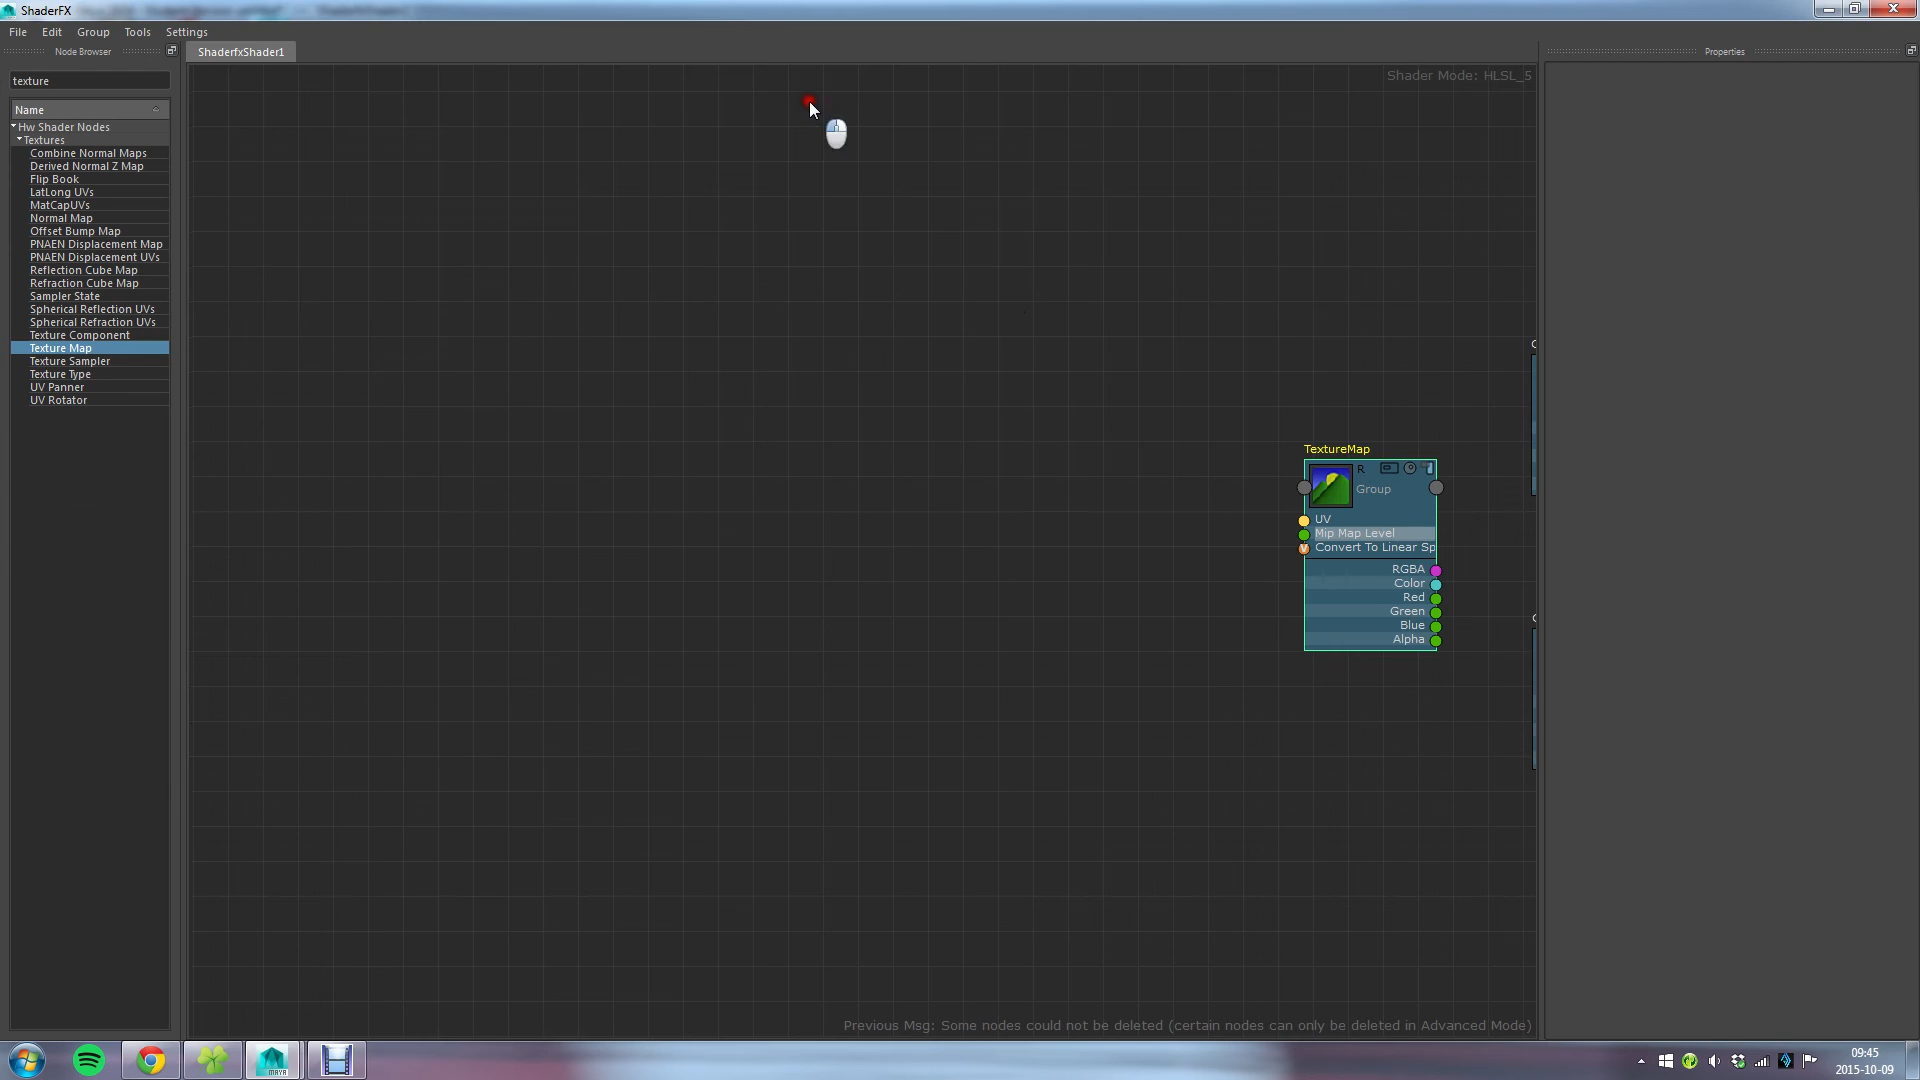 ShaderFX
File Edit Group Tools Settings
Node Browser
ShaderfxShader1
Properties
texture
Shader Mode: HLSL_5
Name
Hw Shader Nodes
Textures
Combine Normal Maps
Derived Normal Z Map
Flip Book
LatLong UVs
MatCapUVs
Normal Map
Offset Bump Map
PNAEN Displacement Map
PNAEN Displacement UVs
Reflection Cube Map
Refraction Cube Map
Sampler State
Spherical Reflection UVs
Spherical Refraction UVs
Texture Component
Texture Map
Texture Sampler
Texture Type
UV Panner
UV Rotator
TextureMap
R
Group
UV
Mip Map Level
V Convert To Linear Sp
RGBA
Color
Red
Green
Blue
Alpha
Previous Msg: Some nodes could not be deleted (certain nodes can only be deleted in Advanced Mode)
MAYA
09:45
2015-10-09